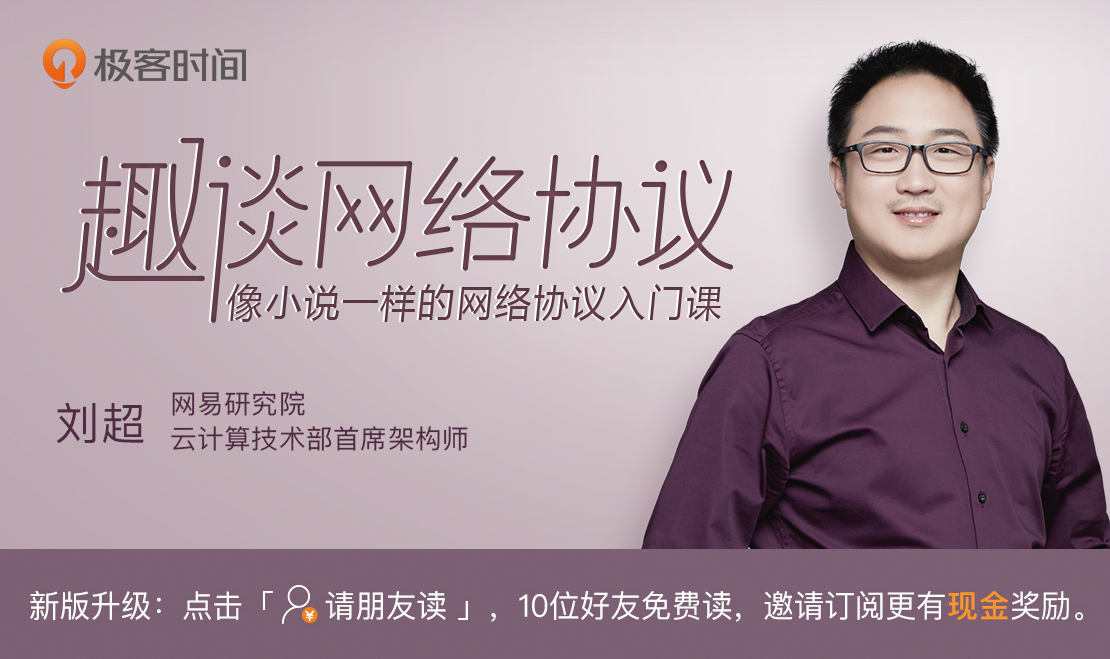 极客时间
趣谈网络协议
像小说一样的网络协议入门课
刘超
网易研究院
云计算技术部首席架构师
新版升级：点击「 ¥ 请朋友读 」，10位好友免费读，邀请订阅更有现金奖励。